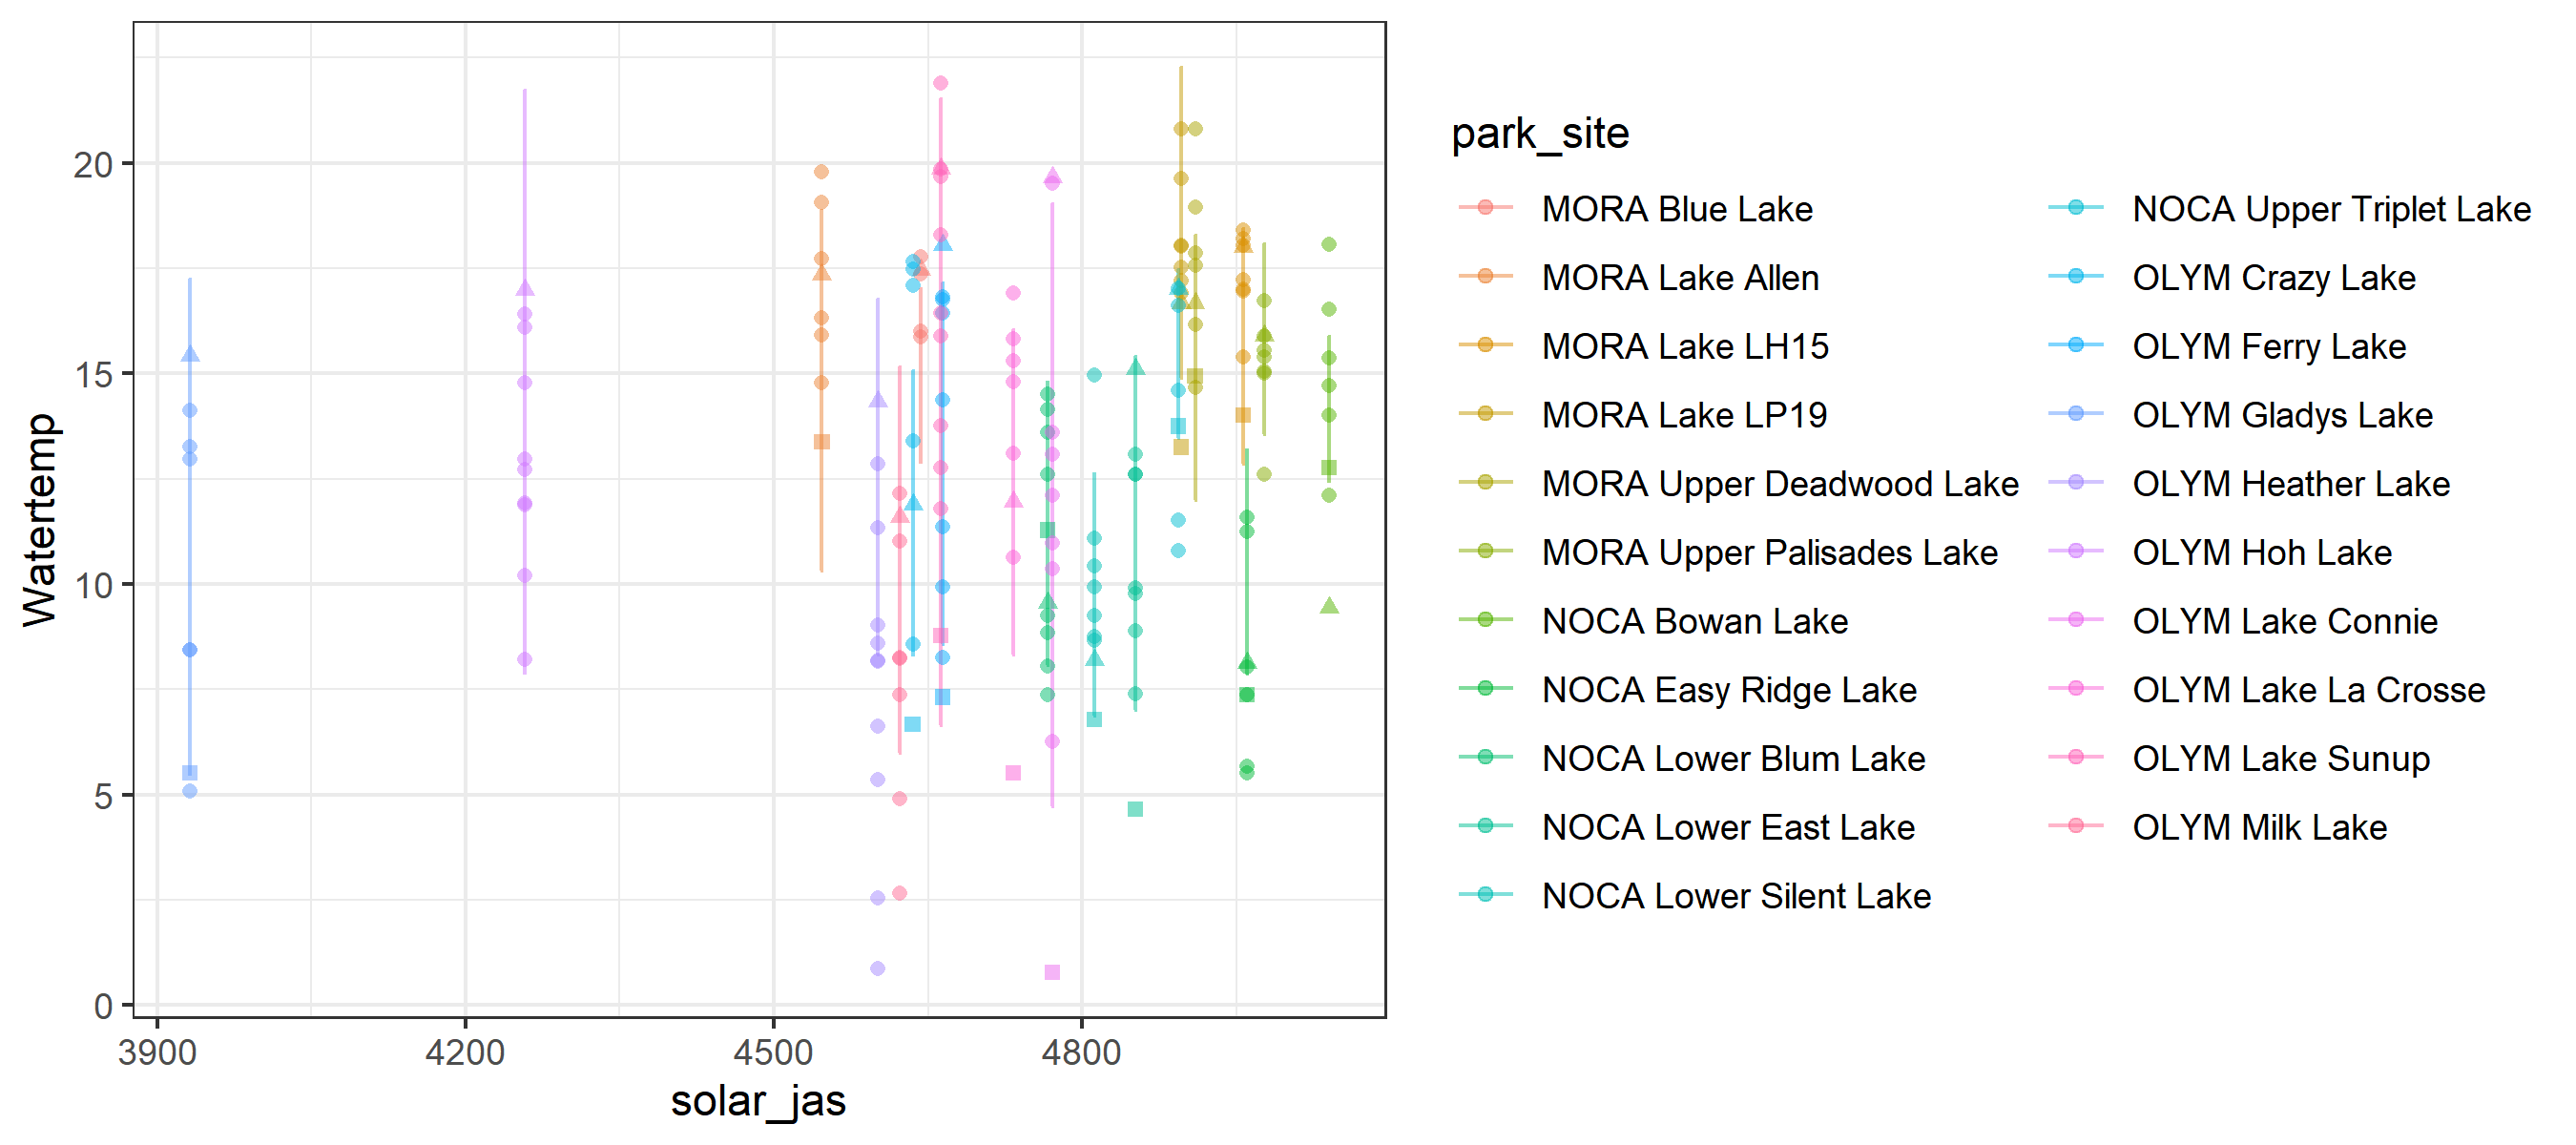 Watertemp
20
15
10
5
0
3900
4200
4500
4800
solar_jas
park_site
MORA Blue Lake
MORA Lake Allen
MORA Lake LH15
MORA Lake LP19
MORA Upper Deadwood Lake
MORA Upper Palisades Lake
NOCA Bowan Lake
NOCA Easy Ridge Lake
NOCA Lower Blum Lake
NOCA Lower East Lake
NOCA Lower Silent Lake
NOCA Upper Triplet Lake
OLYM Crazy Lake
OLYM Ferry Lake
OLYM Gladys Lake
OLYM Heather Lake
OLYM Hoh Lake
OLYM Lake Connie
OLYM Lake La Crosse
OLYM Lake Sunup
OLYM Milk Lake